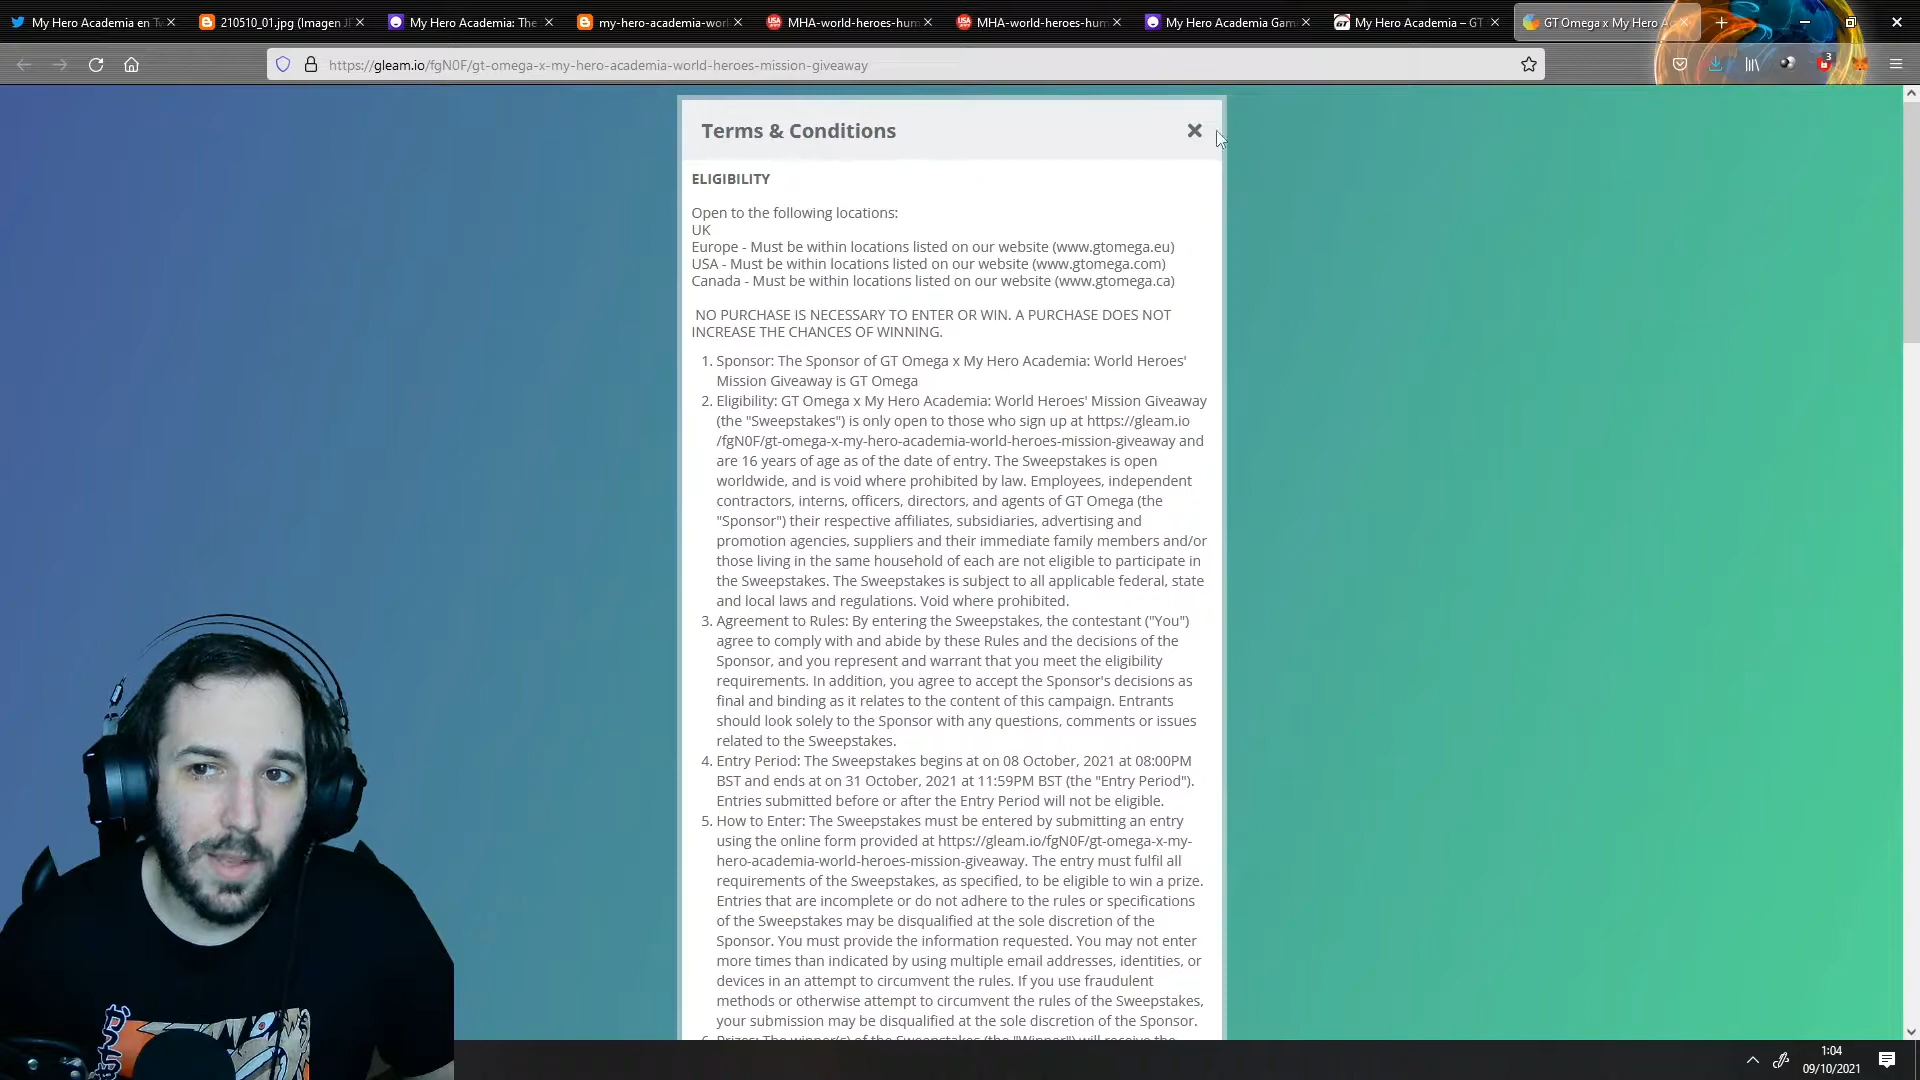 My Hero Academia en Tw
210510_01.jpg (Imagen JP
My Hero Academia: The
my-hero-academia-worl
MHA-world-heroes-hum
MHA-world-heroes-hum
My Hero Academia Gam
My Hero Academia – GT
GT Omega x My Hero Ac
https://gleam.io/fgN0F/gt-omega-x-my-hero-academia-world-heroes-mission-giveaway
3
Terms & Conditions
ELIGIBILITY
Open to the following locations:
UK
Europe - Must be within locations listed on our website (www.gtomega.eu)
USA - Must be within locations listed on our website (www.gtomega.com)
Canada - Must be within locations listed on our website (www.gtomega.ca)
NO PURCHASE IS NECESSARY TO ENTER OR WIN. A PURCHASE DOES NOT
INCREASE THE CHANCES OF WINNING.
1. Sponsor: The Sponsor of GT Omega x My Hero Academia: World Heroes'
Mission Giveaway is GT Omega
2. Eligibility: GT Omega x My Hero Academia: World Heroes' Mission Giveaway
(the "Sweepstakes") is only open to those who sign up at https://gleam.io
/fgN0F/gt-omega-x-my-hero-academia-world-heroes-mission-giveaway and
are 16 years of age as of the date of entry. The Sweepstakes is open
worldwide, and is void where prohibited by law. Employees, independent
contractors, interns, officers, directors, and agents of GT Omega (the
"Sponsor") their respective affiliates, subsidiaries, advertising and
promotion agencies, suppliers and their immediate family members and/or
those living in the same household of each are not eligible to participate in
the Sweepstakes. The Sweepstakes is subject to all applicable federal, state
and local laws and regulations. Void where prohibited.
3. Agreement to Rules: By entering the Sweepstakes, the contestant ("You")
agree to comply with and abide by these Rules and the decisions of the
Sponsor, and you represent and warrant that you meet the eligibility
requirements. In addition, you agree to accept the Sponsor's decisions as
final and binding as it relates to the content of this campaign. Entrants
should look solely to the Sponsor with any questions, comments or issues
related to the Sweepstakes.
4. Entry Period: The Sweepstakes begins at on 08 October, 2021 at 08:00PM
BST and ends at on 31 October, 2021 at 11:59PM BST (the "Entry Period").
Entries submitted before or after the Entry Period will not be eligible.
5. How to Enter: The Sweepstakes must be entered by submitting an entry
using the online form provided at https://gleam.io/fgN0F/gt-omega-x-my-
hero-academia-world-heroes-mission-giveaway. The entry must fulfil all
requirements of the Sweepstakes, as specified, to be eligible to win a prize.
Entries that are incomplete or do not adhere to the rules or specifications
of the Sweepstakes may be disqualified at the sole discretion of the
Sponsor. You must provide the information requested. You may not enter
more times than indicated by using multiple email addresses, identities, or
devices in an attempt to circumvent the rules. If you use fraudulent
methods or otherwise attempt to circumvent the rules of the Sweepstakes,
your submission may be disqualified at the sole discretion of the Sponsor.
6. Prizes: The winner(s) of the Sweepstakes (the "Winner") will receive the
1:04
09/10/2021